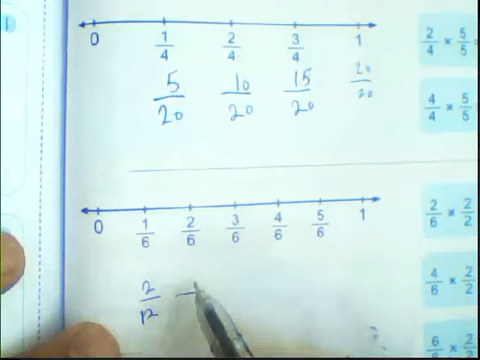 0 1/4 2/4 3/4 1
5/20 10/20 15/20 20/20
2/4 × 5/5
4/4 × 5/5
0 1/6 2/6 3/6 4/6 5/6 1
2/12
2/6 × 2/2
4/6 × 2/2